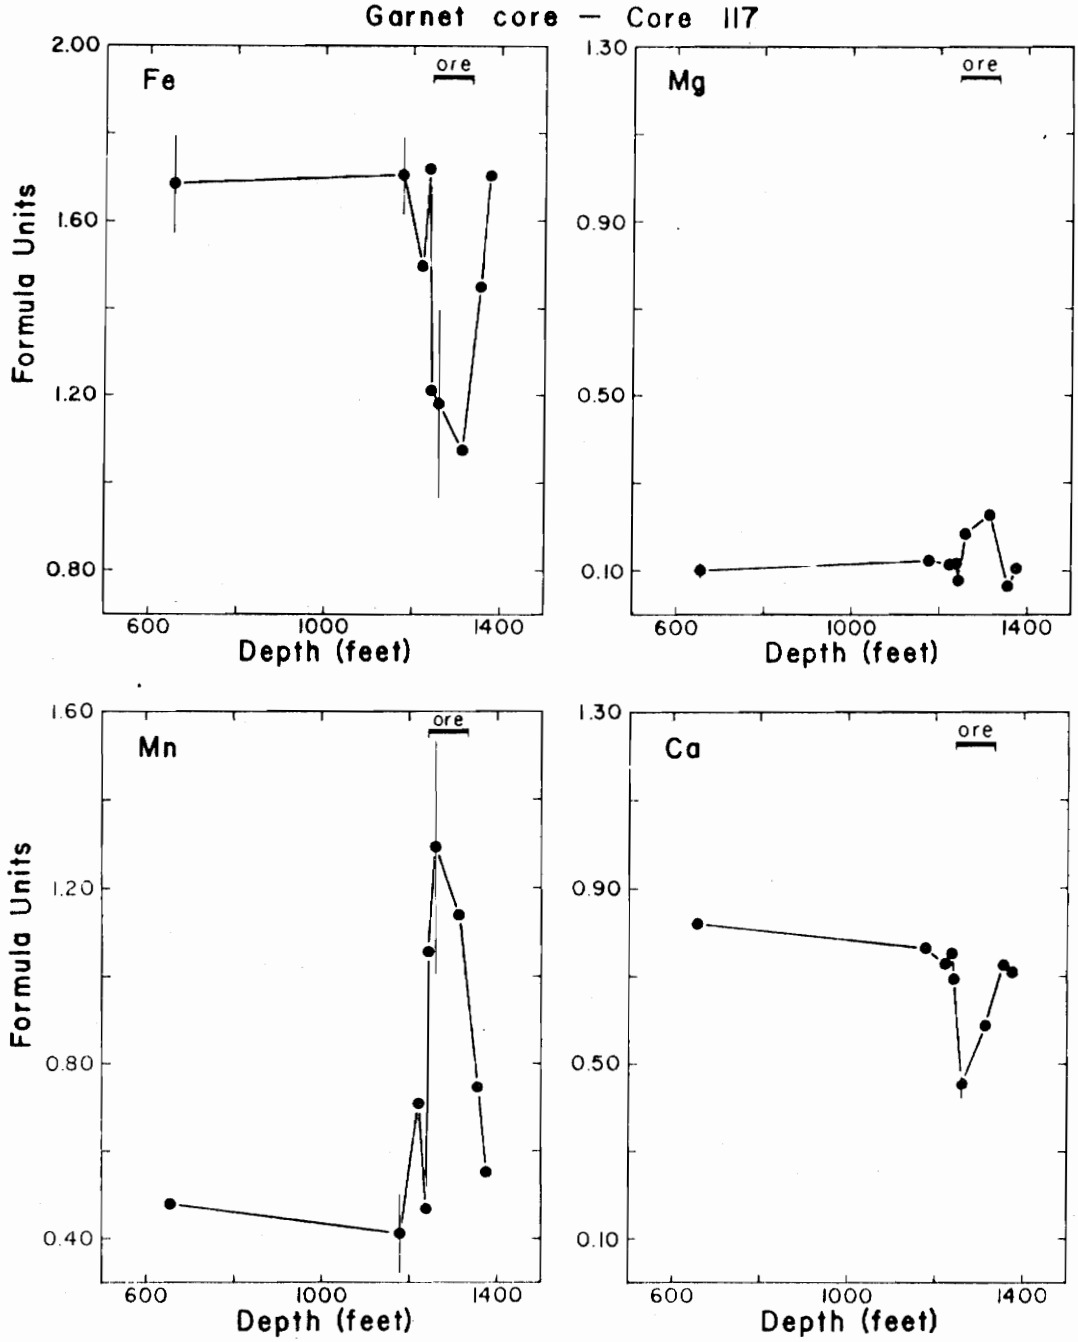 Garnet core — Core 117
2.00
ore
Fe
1.60
1.20
0.80
Formula Units
600 1000 1400
Depth (feet)
1.30
ore
Mg
0.90
0.50
0.10
600 1000 1400
Depth (feet)
1.60
ore
Mn
1.20
0.80
0.40
Formula Units
600 1000 1400
Depth (feet)
1.30
ore
Ca
0.90
0.50
0.10
600 1000 1400
Depth (feet)